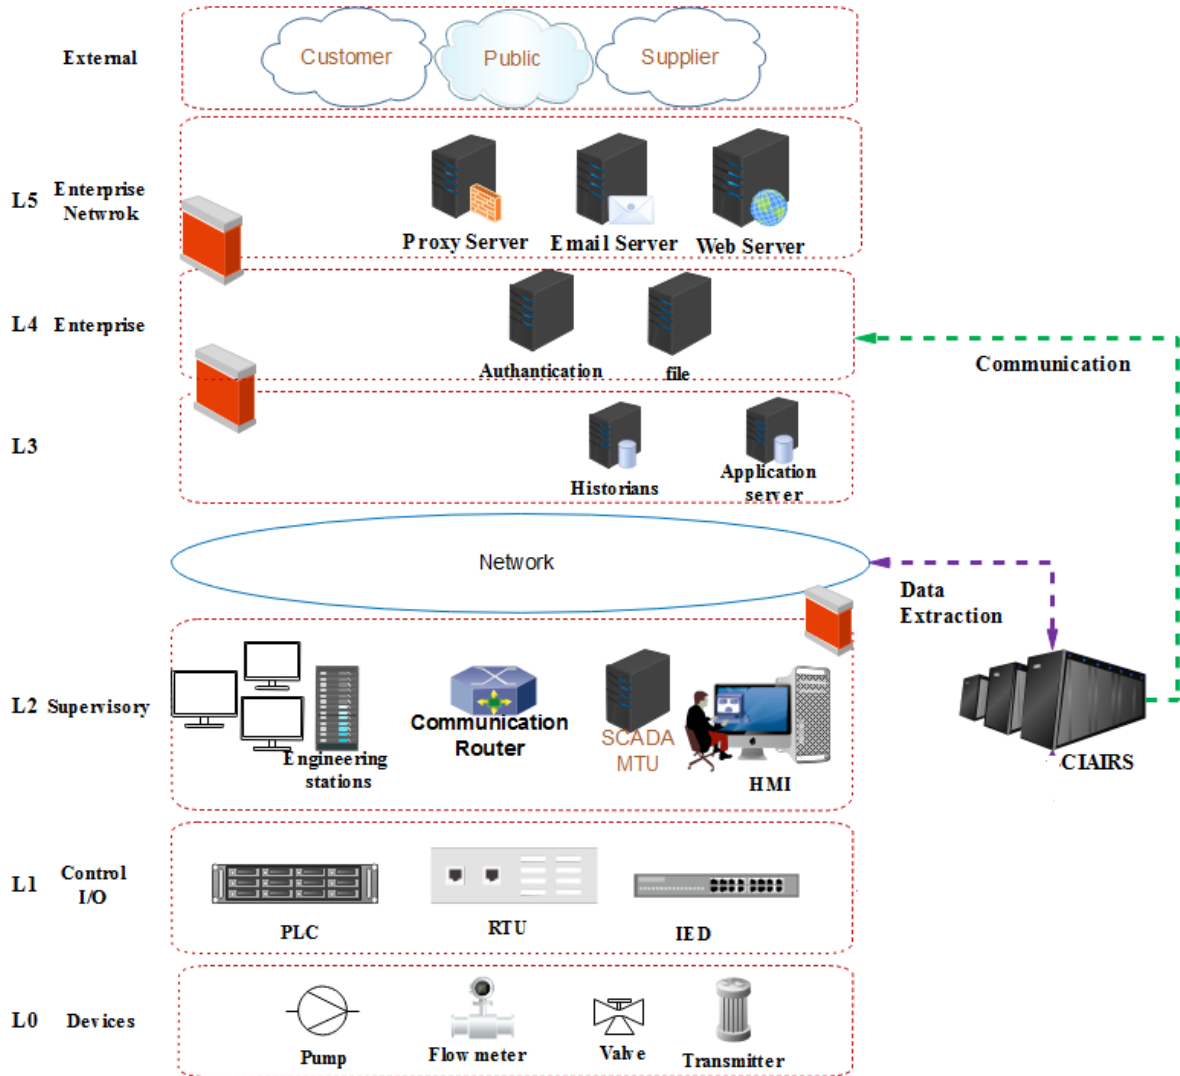 External
Customer
Public
Supplier
L5
Enterprise
Netwrok
Proxy Server
Email Server
Web Server
L4
Enterprise
Authantication
file
Communication
L3
Historians
Application
server
Network
Data
Extraction
L2
Supervisory
Engineering
stations
Communication
Router
SCADA
MTU
HMI
CIAIRS
L1
Control
I/O
PLC
RTU
IED
L0
Devices
Pump
Flow meter
Valve
Transmitter